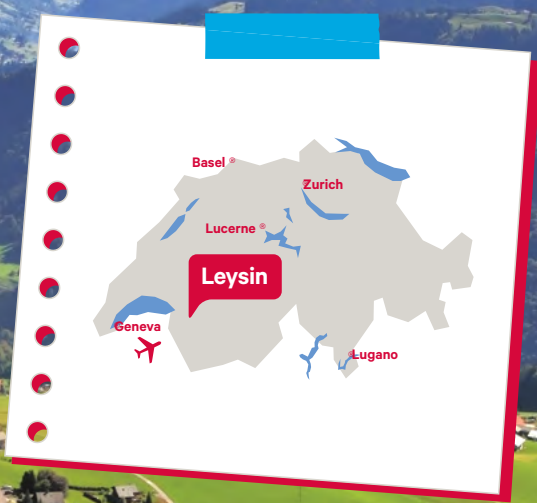 Basel
Zurich
Lucerne
Leysin
Geneva
Lugano